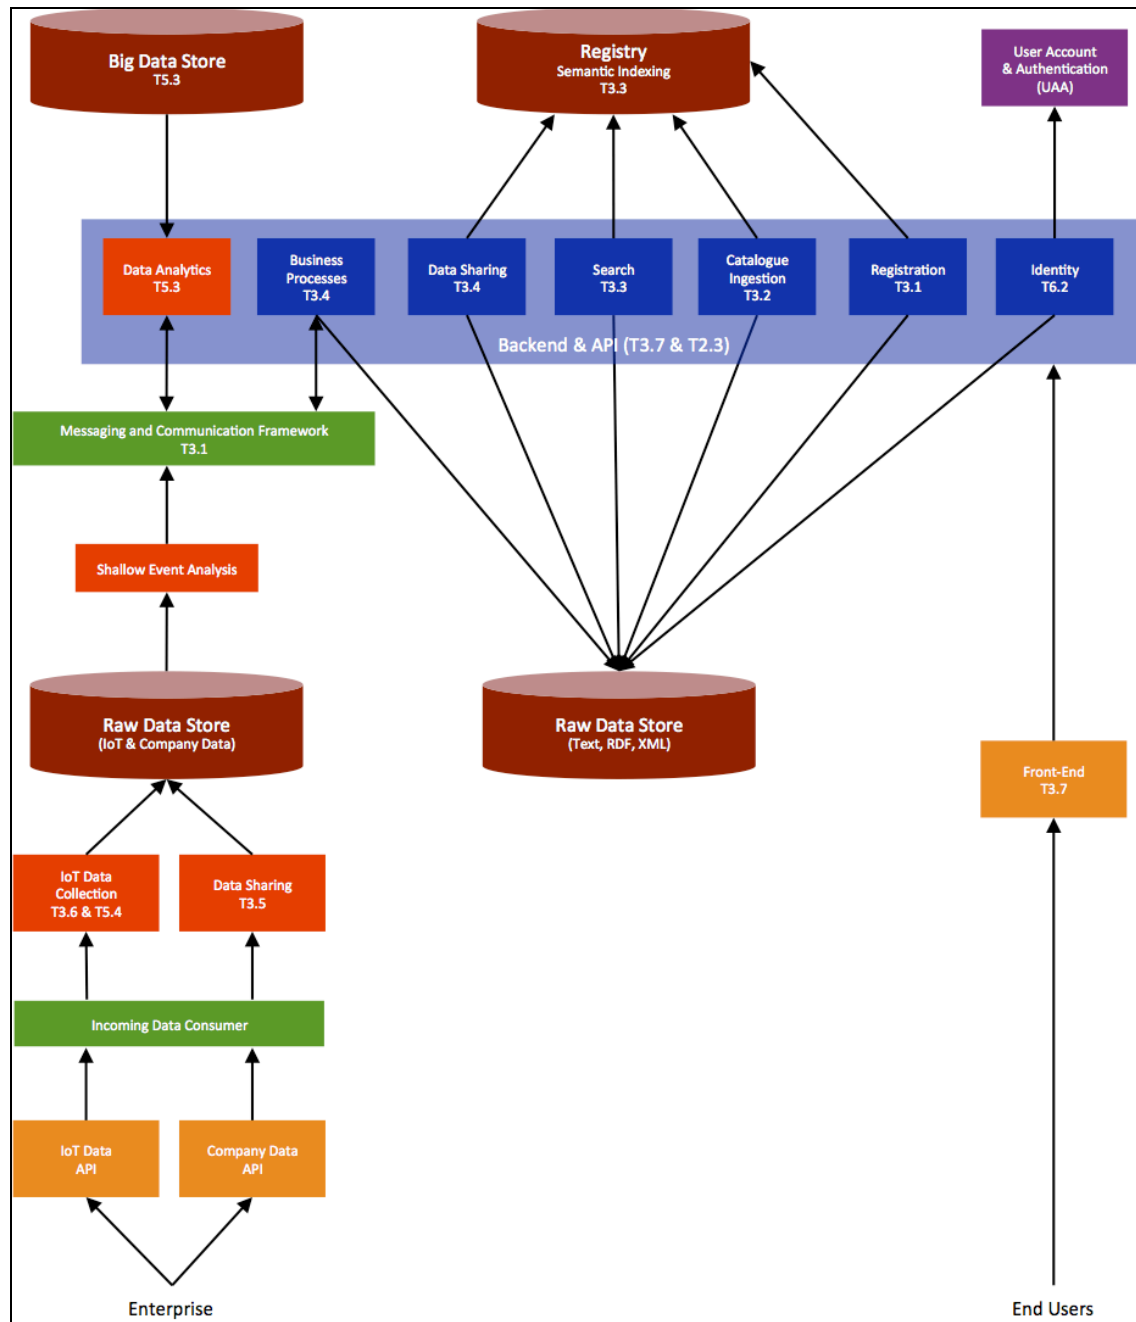 Big Data Store
T5.3
Registry
Semantic Indexing
T3.3
User Account
& Authentication
(UAA)
Data Analytics
T5.3
Business
Processes
T3.4
Data Sharing
T3.4
Search
T3.3
Catalogue
Ingestion
T3.2
Registration
T3.1
Identity
T6.2
Backend & API (T3.7 & T2.3)
Messaging and Communication Framework
T3.1
Shallow Event Analysis
Raw Data Store
(IoT & Company Data)
Raw Data Store
(Text, RDF, XML)
Front-End
T3.7
IoT Data
Collection
T3.6 & T5.4
Data Sharing
T3.5
Incoming Data Consumer
IoT Data
API
Company Data
API
Enterprise
End Users